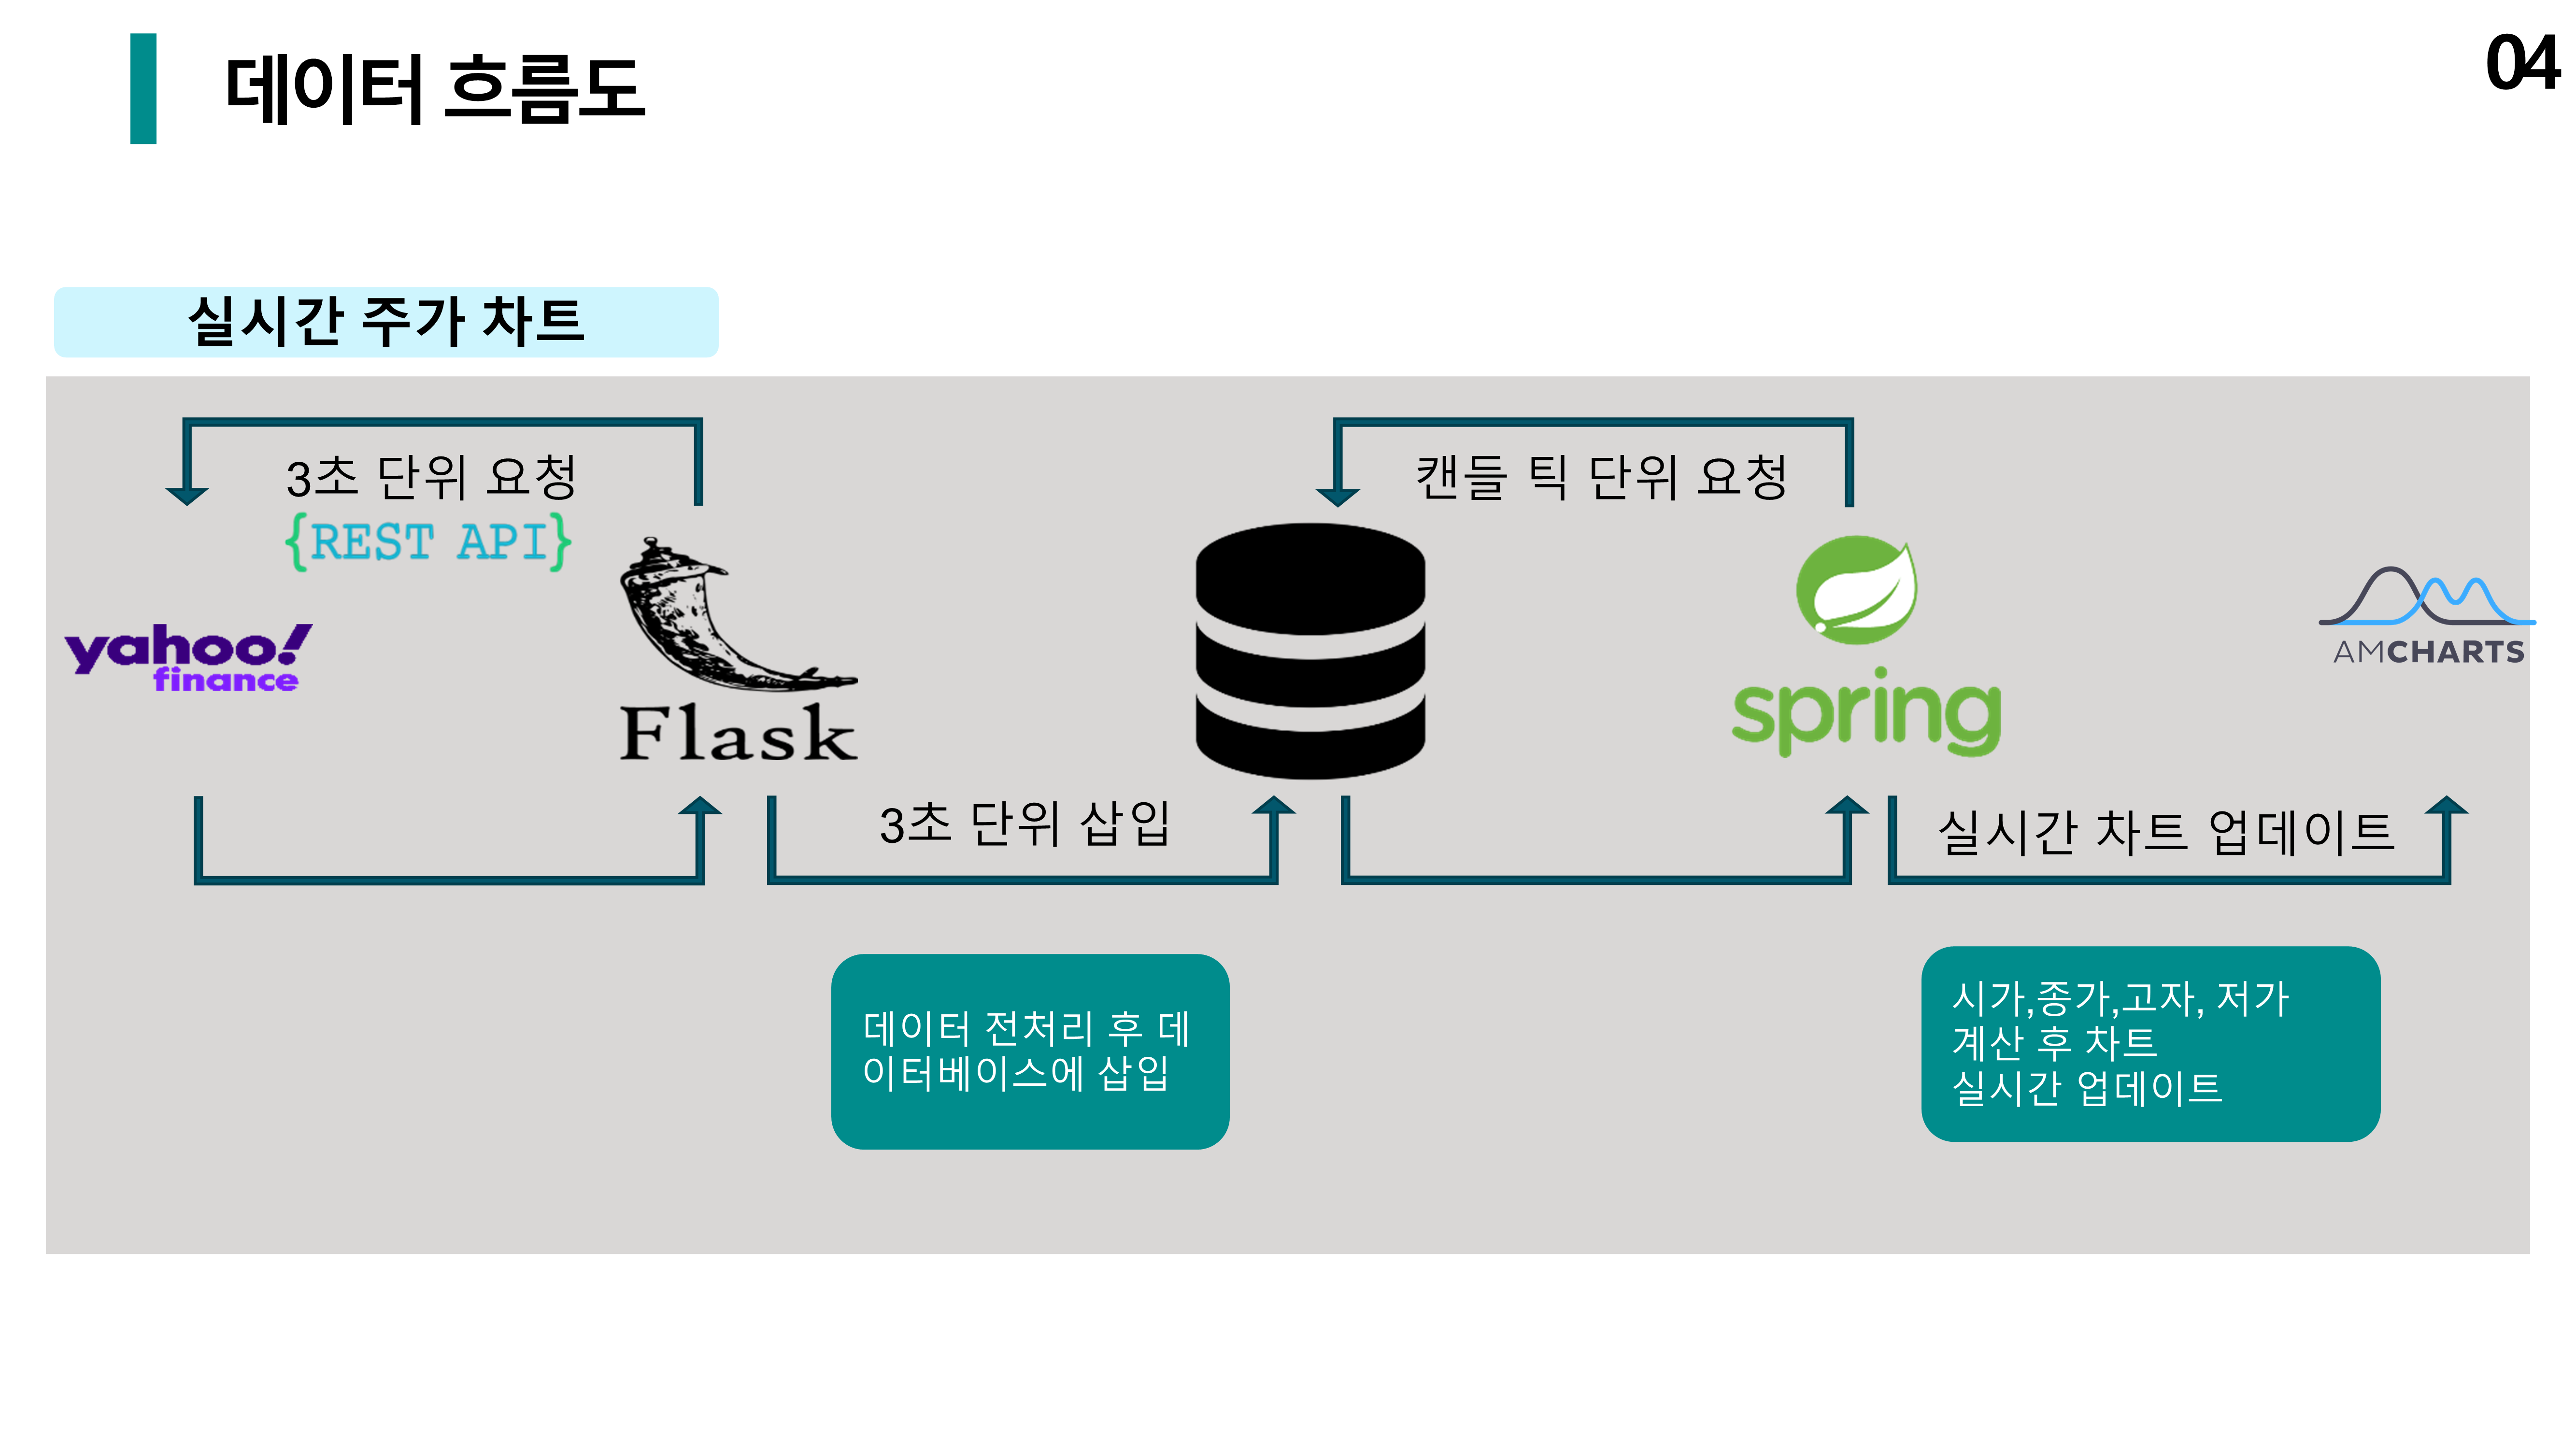 데이터 흐름도
04
실시간 주가 차트
3초 단위 요청
{REST API}
캔들 틱 단위 요청
yahoo!
finance
Flask
spring
AMCHARTS
3초 단위 삽입
실시간 차트 업데이트
데이터 전처리 후 데
이터베이스에 삽입
시가,종가,고자, 저가
계산 후 차트
실시간 업데이트